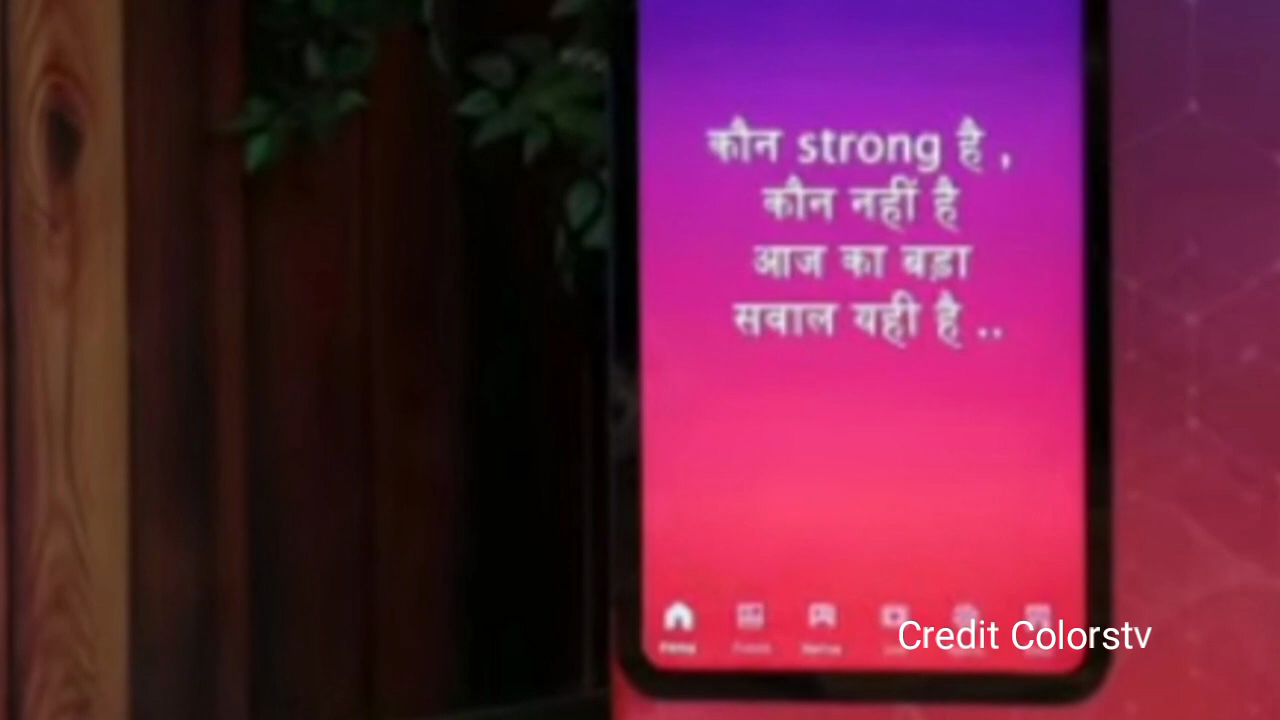 कौन strong है ,
कौन नहीं है
आज का बड़ा
सवाल यही है ..
Credit Colorstv